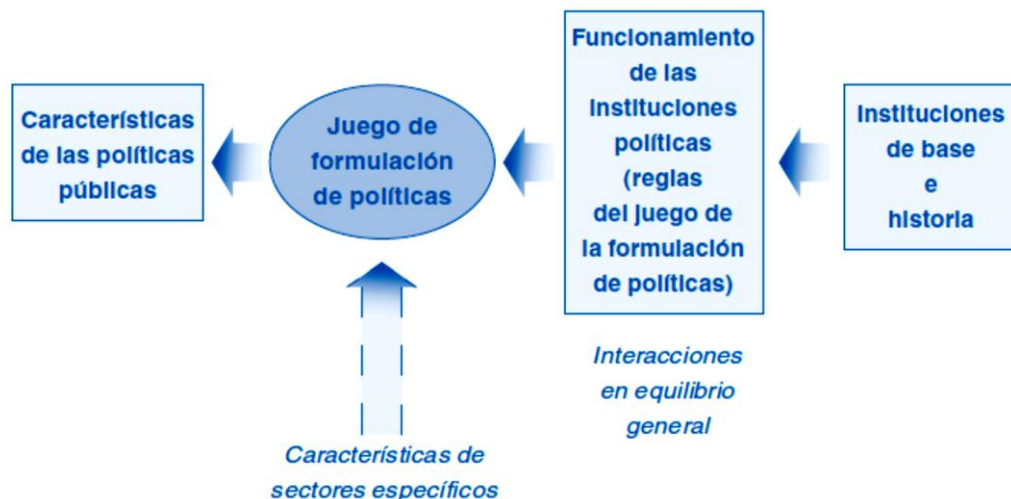 Características
de las políticas
públicas
Juego de
formulación
de políticas
Funcionamiento
de las
instituciones
políticas
(reglas
del juego de
la formulación
de políticas)
Instituciones
de base
e
historia
Interacciones
en equilibrio
general
Características de
sectores específicos